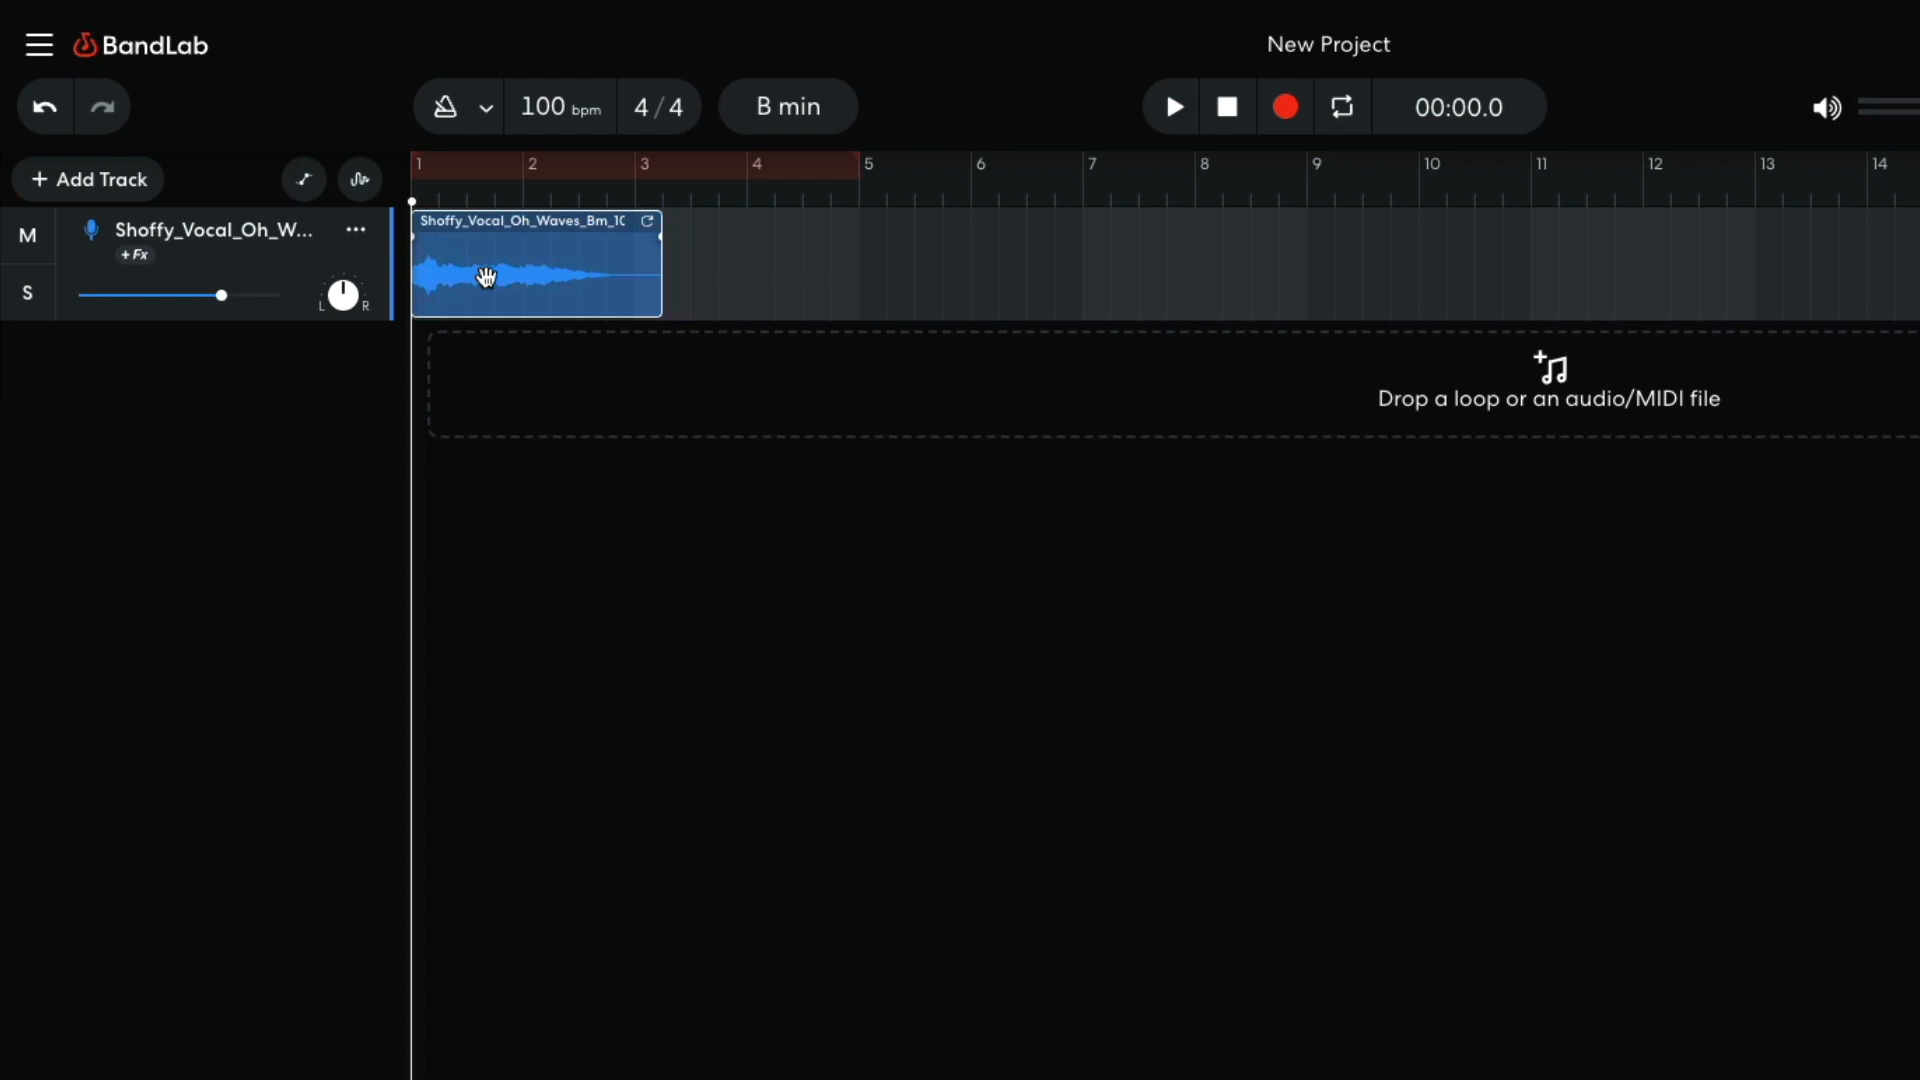 BandLab
New Project
100 bpm
4 / 4
B min
00:00.0
+ Add Track
1 2 3 4 5 6 7 8 9 10 11 12 13 14
M
Shoffy_Vocal_Oh_W...
+ Fx
S
L R
Shoffy_Vocal_Oh_Waves_Bm_10
Drop a loop or an audio/MIDI file